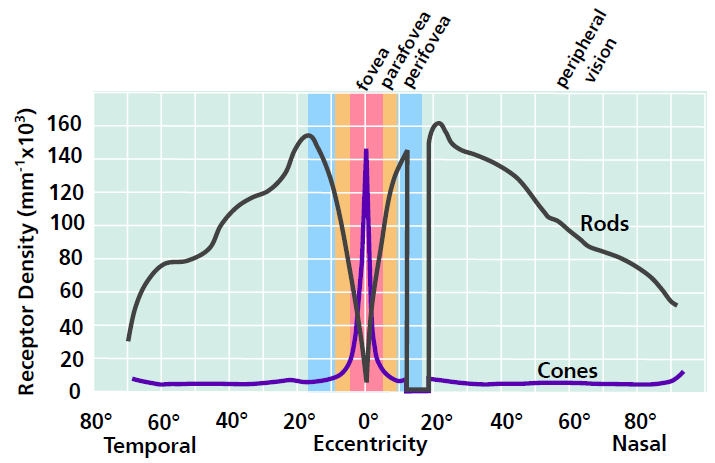 fovea
parafovea
perifovea
peripheral
vision
Receptor Density (mm⁻¹x10³)
160
140
120
100
80
60
40
20
0
Rods
Cones
80° 60° 40° 20° 0° 20° 40° 60° 80°
Temporal Eccentricity Nasal